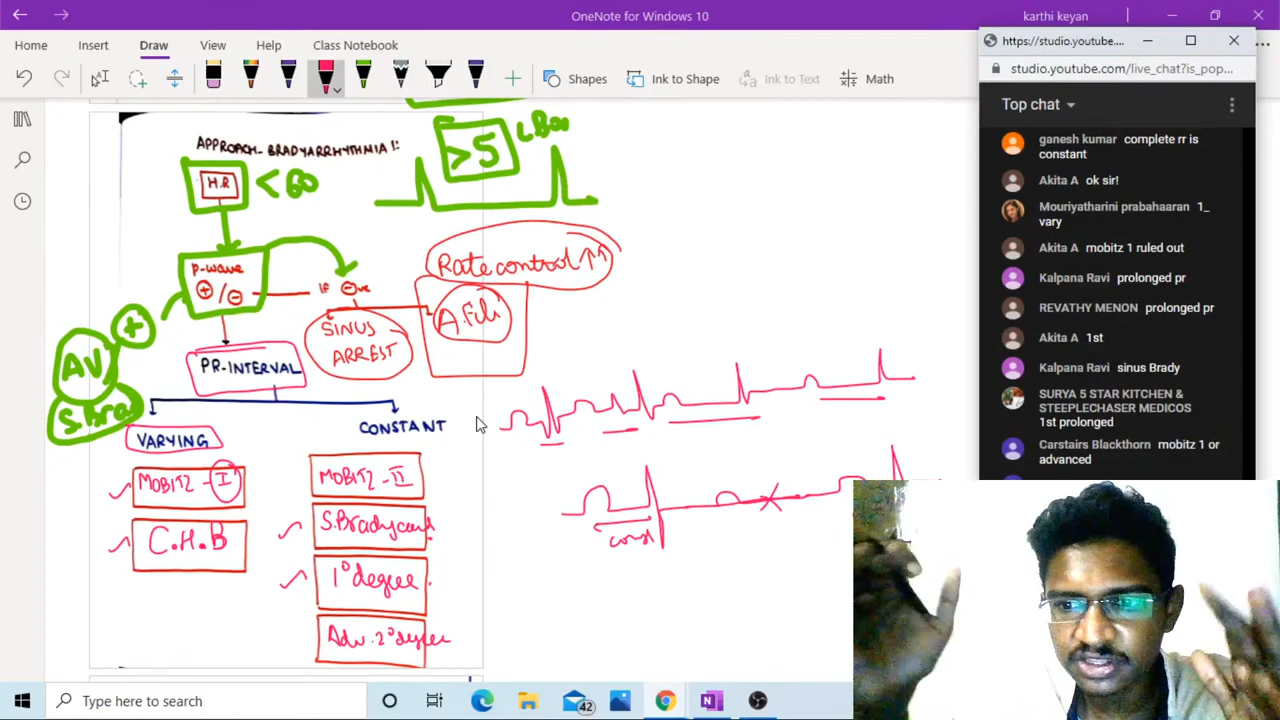 OneNote for Windows 10
karthi keyan
Home
Insert
Draw
View
Help
Class Notebook
Shapes
Ink to Shape
Ink to Text
Math
https://studio.youtube....
studio.youtube.com/live_chat?is_pop...
Top chat
ganesh kumar complete rr is
constant
Akita A ok sir!
Mouriyatharini prabahaaran 1_
vary
Akita A mobitz 1 ruled out
Kalpana Ravi prolonged pr
REVATHY MENON prolonged pr
Akita A 1st
Kalpana Ravi sinus Brady
SURYA 5 STAR KITCHEN &
STEEPLECHASER MEDICOS
1st prolonged
Carstairs Blackthorn mobitz 1 or
advanced
APPROACH-BRADYARRHYTHMIA!:
H.R
< 60
>5
LBox
p-wave
+/-
if -ve
SINUS
ARREST
Rate control ↑↑
A.Fib
+
AV
S.bra
PR-INTERVAL
VARYING
CONSTANT
MOBITZ-I
C.H.B
MOBITZ-II
S.Bradycard
1° degree
Adv. 2° degree
const
Type here to search
42